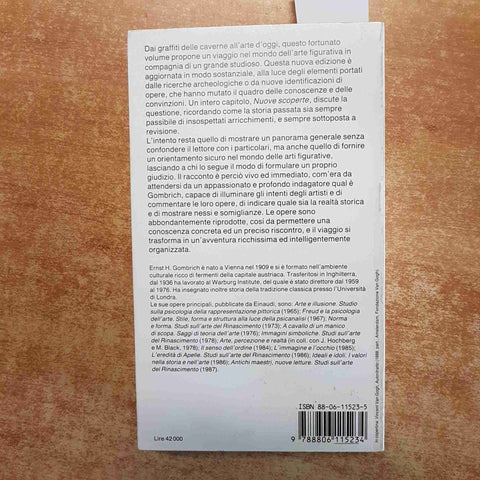 Dai graffiti delle caverne all'arte d'oggi, questo fortunato
volume propone un viaggio nel mondo dell'arte figurativa in
compagnia di un grande studioso. Questa nuova edizione è
aggiornata in modo sostanziale, alla luce degli elementi portati
dalle ricerche archeologiche o da nuove identificazioni di
opere, che hanno mutato il quadro delle conoscenze e delle
convinzioni. Un intero capitolo, Nuove scoperte, discute la
questione, ricordando come la storia passata sia sempre
passibile di insospettati arricchimenti, e sempre sottoposta a
revisione.
L'intento resta quello di mostrare un panorama generale senza
confondere il lettore con i particolari, ma anche quello di fornire
un orientamento sicuro nel mondo delle arti figurative,
lasciando a chi lo segue il modo di formulare un proprio
giudizio. Il racconto è perciò vivo ed immediato, com'era da
attendersi da un appassionato e profondo indagatore qual è
Gombrich, capace di illuminare gli intenti degli artisti e di
commentare le loro opere, di indicare quale sia la realtà storica
e di mostrare nessi e somiglianze. Le opere sono
abbondantemente riprodotte, così da permettere una
conoscenza concreta ed un preciso riscontro, e il viaggio si
trasforma in un'avventura ricchissima ed intelligentemente
organizzata.
Ernst H. Gombrich è nato a Vienna nel 1909 e si è formato nell'ambiente
culturale ricco di fermenti della capitale austriaca. Trasferitosi in Inghilterra,
dal 1936 ha lavorato al Warburg Institute, del quale è stato direttore dal 1959
al 1976. Ha insegnato inoltre storia della tradizione classica presso l'Università
di Londra.
Le sue opere principali, pubblicate da Einaudi, sono: Arte e illusione. Studio
sulla psicologia della rappresentazione pittorica (1965); Freud e la psicologia
dell'arte. Stile, forma e struttura alla luce della psicanalisi (1967); Norma
e forma. Studi sull'arte del Rinascimento (1973); A cavallo di un manico
di scopa. Saggi di teoria dell'arte (1976); Immagini simboliche. Studi sull'arte
del Rinascimento (1978); Arte, percezione e realtà (in coll. con J. Hochberg
e M. Black, 1978); Il senso dell'ordine (1984); L'immagine e l'occhio (1985);
L'eredità di Apelle. Studi sull'arte del Rinascimento (1986); Ideali e idoli. I valori
nella storia e nell'arte (1986); Antichi maestri, nuove letture. Studi sull'arte
del Rinascimento (1987).
ISBN 88-06-11523-5
9 788806 115234
Lire 42000
In copertina: Vincent Van Gogh, Autoritratto (1888
Amsterdam, Fondazione Van Gogh.